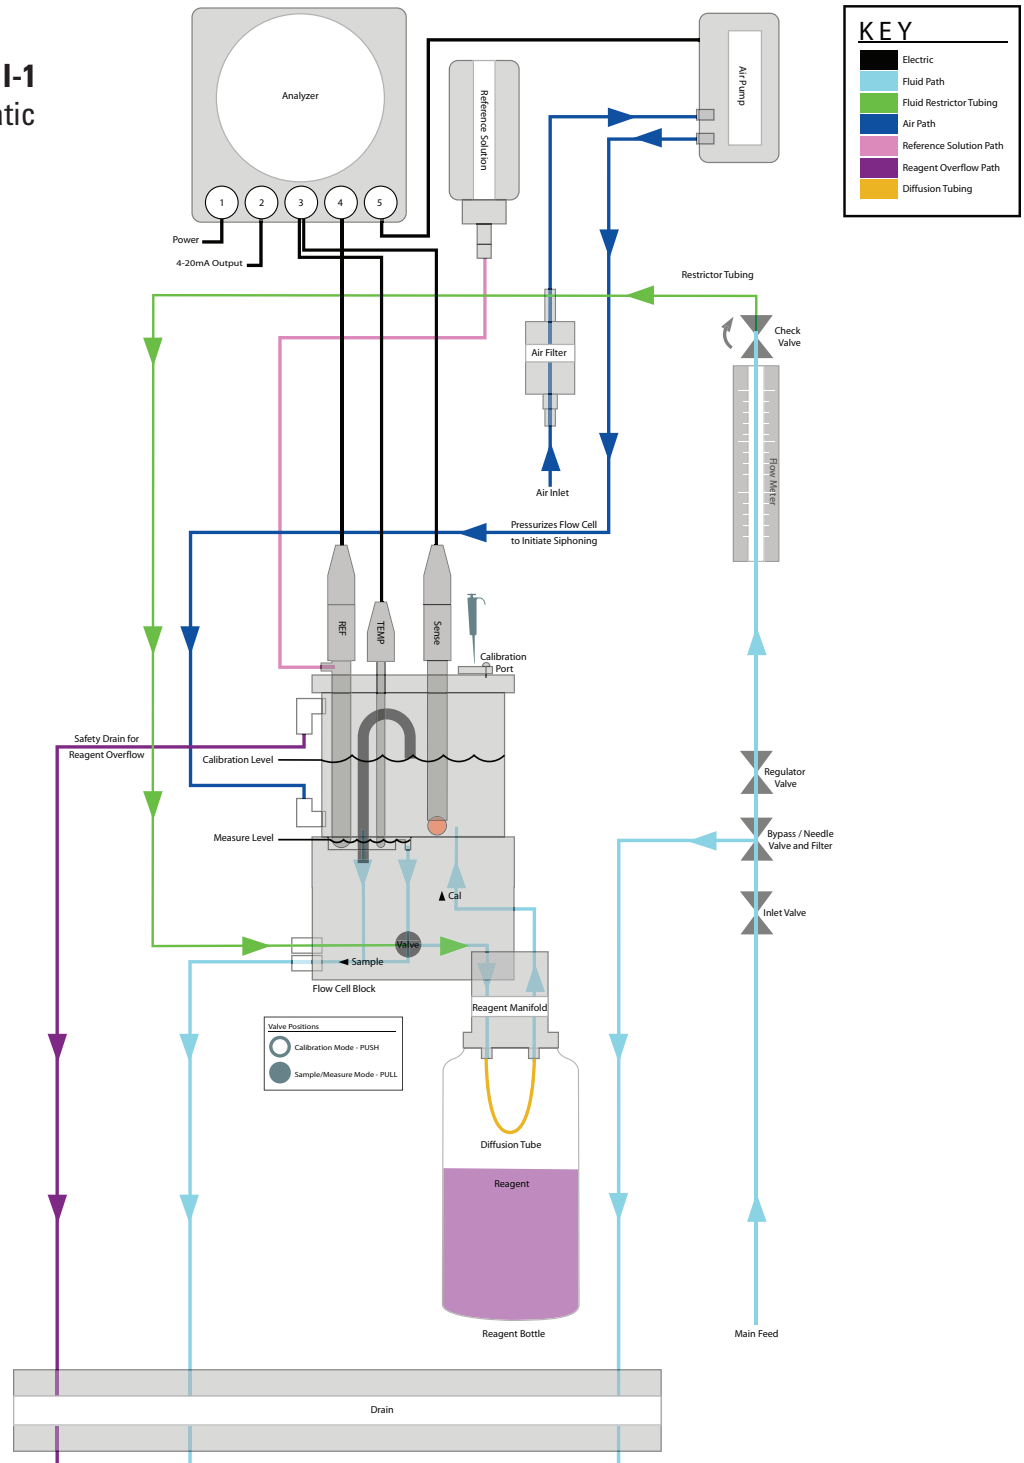 I-1
tic
Analyzer
1
2
3
4
5
Power
4-20mA Output
Reference Solution
Air Pump
KEY
Electric
Fluid Path
Fluid Restrictor Tubing
Air Path
Reference Solution Path
Reagent Overflow Path
Diffusion Tubing
Restrictor Tubing
Check
Valve
Air Filter
Flow Meter
Air Inlet
Pressurizes Flow Cell
to Initiate Siphoning
REF
TEMP
Sense
Calibration
Port
Safety Drain for
Reagent Overflow
Calibration Level
Measure Level
Regulator
Valve
Bypass / Needle
Valve and Filter
Cal
Inlet Valve
Valve
Sample
Flow Cell Block
Reagent Manifold
Valve Positions
Calibration Mode - PUSH
Sample/Measure Mode - PULL
Diffusion Tube
Reagent
Reagent Bottle
Main Feed
Drain